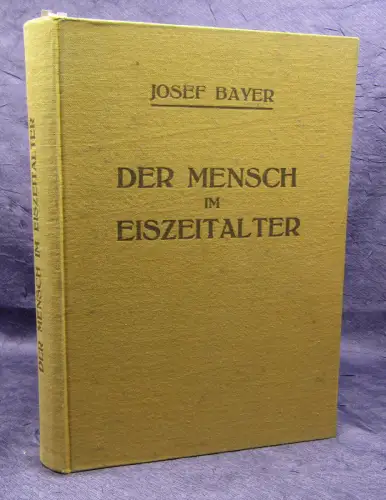 JOSEF BAYER
DER MENSCH
IM
EISZEITALTER
DER MENSCH IM EISZEITALTER